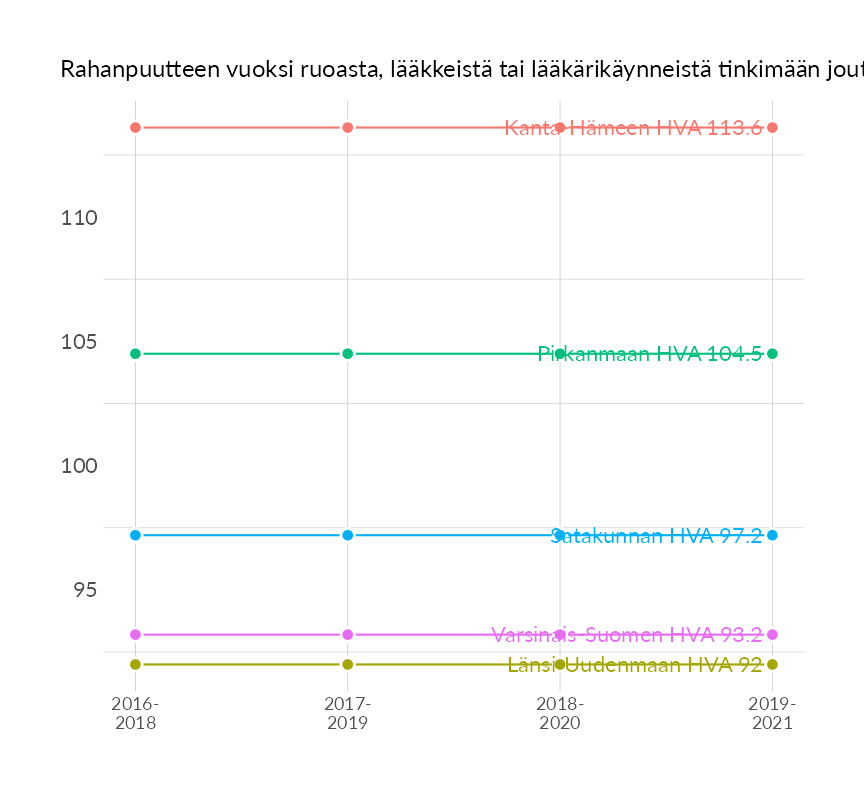 Rahanpuutteen vuoksi ruoasta, lääkkeistä tai lääkärikäynneistä tinkimään
Kanta-Hämeen HVA 113.6
110
105
Pirkanmaan HVA 104.5
100
Satakunnan HVA 97.2
95
Varsinais-Suomen HVA 93.2
Länsi-Uudenmaan HVA 92
2016-2018 2017-2019 2018-2020 2019-2021